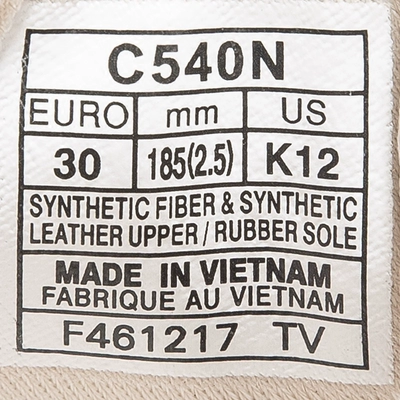 C540N
EURO mm US
30 185(2.5) K12
SYNTHETIC FIBER & SYNTHETIC
LEATHER UPPER / RUBBER SOLE
MADE IN VIETNAM
FABRIQUE AU VIETNAM
F461217 TV